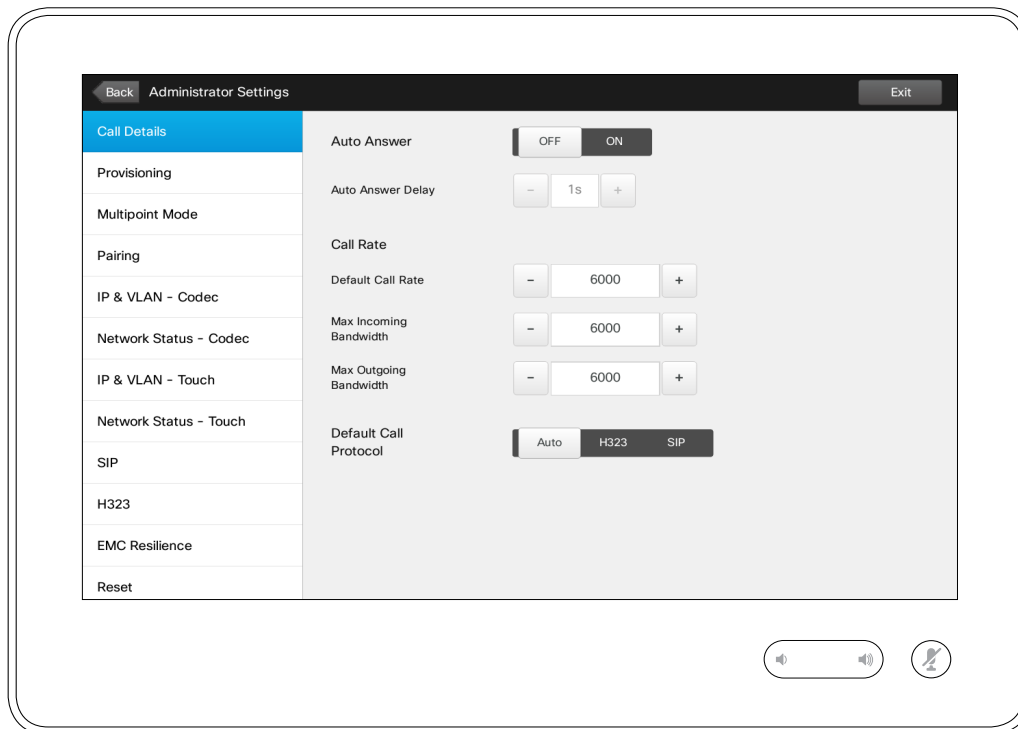 Back Administrator Settings Exit
Call Details
Provisioning
Multipoint Mode
Pairing
IP & VLAN - Codec
Network Status - Codec
IP & VLAN - Touch
Network Status - Touch
SIP
H323
EMC Resilience
Reset
Auto Answer OFF ON
Auto Answer Delay - 1s +
Call Rate
Default Call Rate - 6000 +
Max Incoming
Bandwidth - 6000 +
Max Outgoing
Bandwidth - 6000 +
Default Call
Protocol Auto H323 SIP